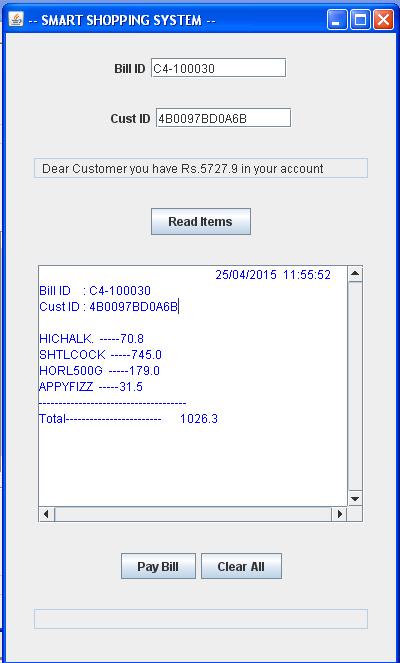 -- SMART SHOPPING SYSTEM --
Bill ID C4-100030
Cust ID 4B0097BD0A6B
Dear Customer you have Rs.5727.9 in your account
Read Items
25/04/2015 11:55:52
Bill ID : C4-100030
Cust ID : 4B0097BD0A6B
HICHALK. -----70.8
SHTLCOCK -----745.0
HORL500G -----179.0
APPYFIZZ -----31.5
-------------------------------------
Total------------------------ 1026.3
Pay Bill Clear All